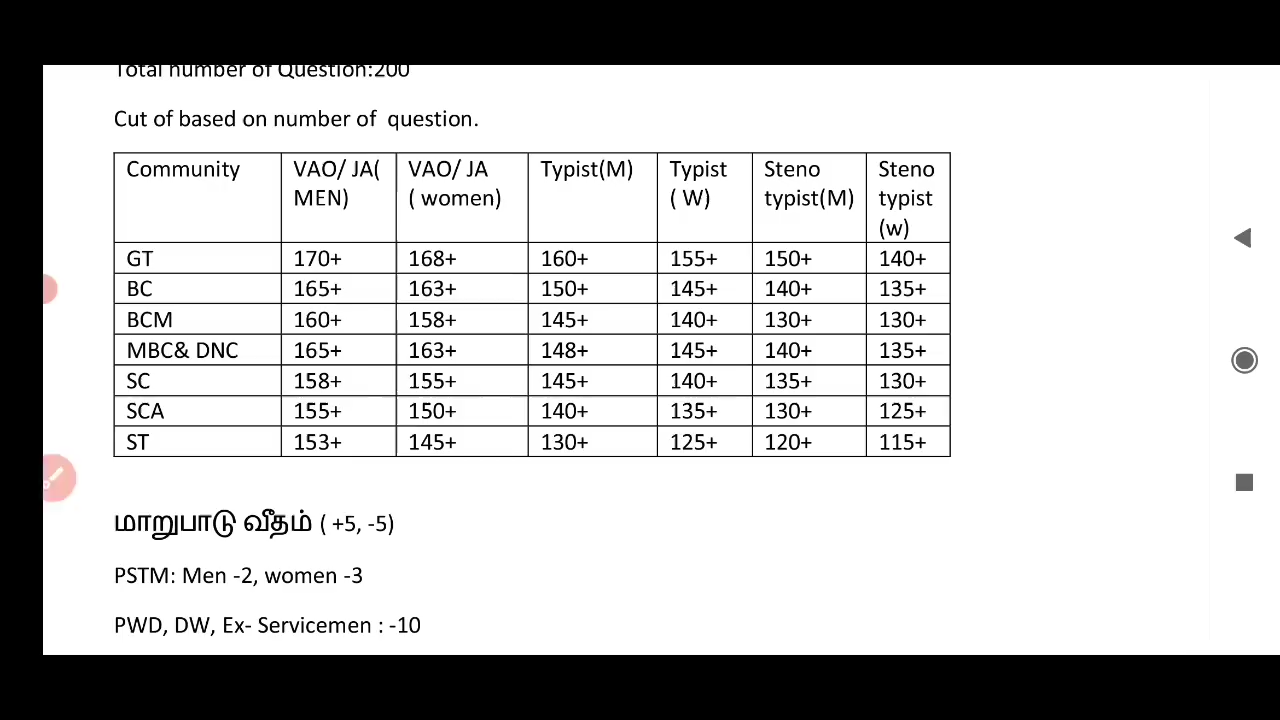 Total number of Question:200
Cut of based on number of  question.
Community VAO/ JA( MEN) VAO/ JA ( women) Typist(M) Typist ( W) Steno typist(M) Steno typist (w)
GT 170+ 168+ 160+ 155+ 150+ 140+
BC 165+ 163+ 150+ 145+ 140+ 135+
BCM 160+ 158+ 145+ 140+ 130+ 130+
MBC& DNC 165+ 163+ 148+ 145+ 140+ 135+
SC 158+ 155+ 145+ 140+ 135+ 130+
SCA 155+ 150+ 140+ 135+ 130+ 125+
ST 153+ 145+ 130+ 125+ 120+ 115+
மாறுபாடு வீதம் ( +5, -5)
PSTM: Men -2, women -3
PWD, DW, Ex- Servicemen : -10